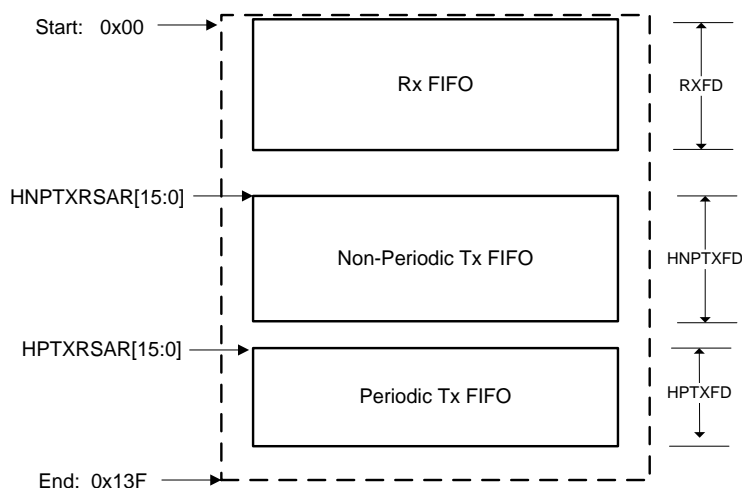 Start: 0x00
Rx FIFO
RXFD
HNPTXRSAR[15:0]
Non-Periodic Tx FIFO
HNPTXFD
HPTXRSAR[15:0]
Periodic Tx FIFO
HPTXFD
End: 0x13F